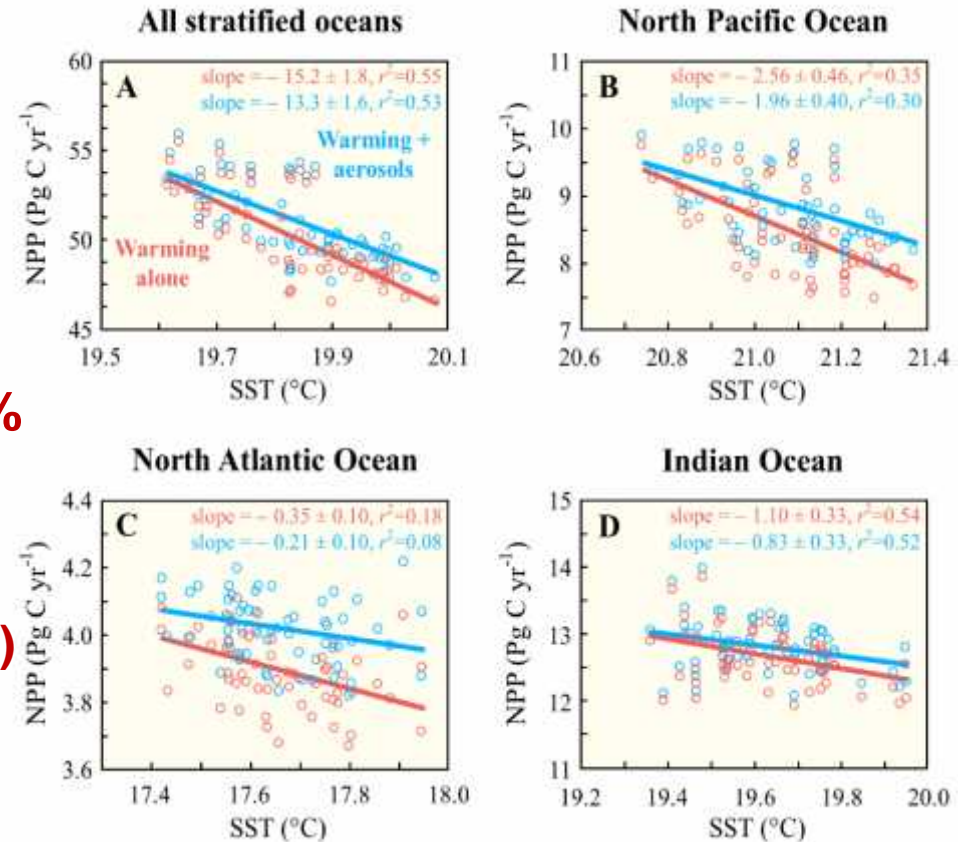 All stratified oceans
A
slope = – 15.2 ± 1.8, r²=0.55
slope = – 13.3 ± 1.6, r²=0.53
Warming +
aerosols
Warming
alone
NPP (Pg C yr⁻¹)
60
55
50
45
19.5 19.7 19.9 20.1
SST (°C)
North Pacific Ocean
B
slope = – 2.56 ± 0.46, r²=0.35
slope = – 1.96 ± 0.40, r²=0.30
NPP (Pg C yr⁻¹)
11
10
9
8
7
20.6 20.8 21.0 21.2 21.4
SST (°C)
%
North Atlantic Ocean
C
slope = – 0.35 ± 0.10, r²=0.18
slope = – 0.21 ± 0.10, r²=0.08
)
NPP (Pg C yr⁻¹)
4.4
4.2
4.0
3.8
3.6
17.4 17.6 17.8 18.0
SST (°C)
Indian Ocean
D
slope = – 1.10 ± 0.33, r²=0.54
slope = – 0.83 ± 0.33, r²=0.52
NPP (Pg C yr⁻¹)
15
14
13
12
11
19.2 19.4 19.6 19.8 20.0
SST (°C)